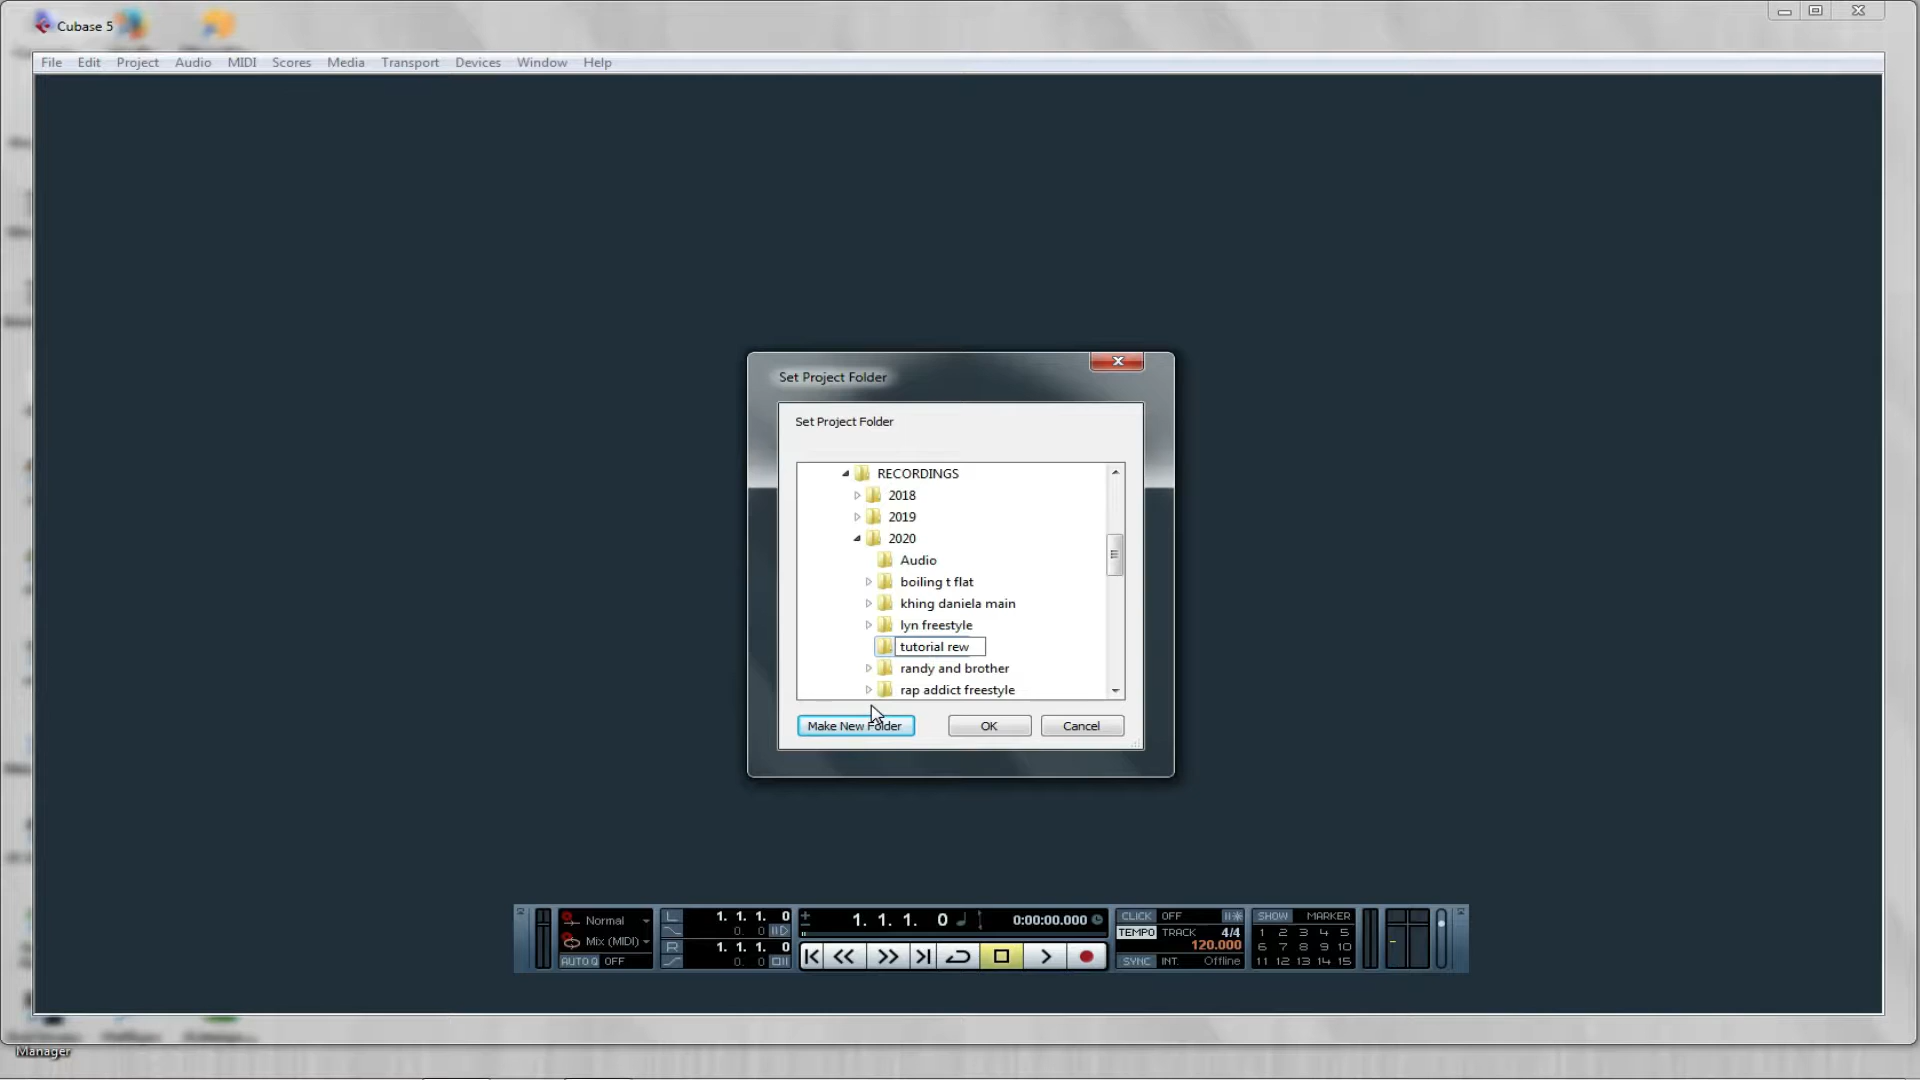 Cubase 5
File Edit Project Audio MIDI Scores Media Transport Devices Window Help
Set Project Folder
Set Project Folder
RECORDINGS
2018
2019
2020
Audio
boiling t flat
khing daniela main
lyn freestyle
tutorial rew
randy and brother
rap addict freestyle
Make New Folder OK Cancel
Normal
Mix (MIDI)
AUTO Q OFF
L 1. 1. 1. 0
0. 0
R 1. 1. 1. 0
0. 0
1. 1. 1. 0 0:00:00.000
CLICK OFF
TEMPO TRACK 4/4
120.000
SYNC INT. Offline
SHOW MARKER
1 2 3 4 5
6 7 8 9 10
11 12 13 14 15
Manager